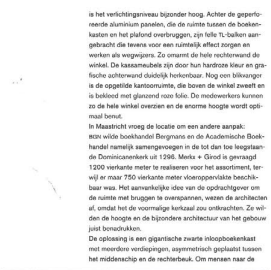 is het verlichtingsniveau bijzonder hoog. Achter de geperfo-
reerde aluminium panelen, die de ruimte tussen de boeken-
kasten en het plafond overbruggen, zijn felle TL-balken aan-
gebracht die tevens voor een ruimtelijk effect zorgen en
werken als wegwijzers. Zo omarmt de hele rechterwand de
winkel. De kassameubels zijn door hun hardroze kleur en gra-
fische achterwand duidelijk herkenbaar. Nog een blikvanger
is de opgetilde kantoorruimte, die boven de winkel zweeft en
is bekleed met glanzend roze folie. De medewerkers kunnen
zo de hele winkel overzien en de enorme hoogte wordt opti-
maal benut.
In Maastricht vroeg de locatie om een andere aanpak:
wilde boekhandel Bergmans en de Academische Boek-
handel namelijk samengevoegen in de tot dan toe leegstaan-
de Dominicanenkerk uit 1296. Merkx + Girod is gevraagd
1200 vierkante meter te realiseren voor het assortiment, ter-
wijl er maar 750 vierkante meter vloeroppervlakte beschik-
baar was. Het aanvankelijke idee van de opdrachtgever om
de ruimte met bruggen te overspannen, wezen de architecten
af, omdat het de voormalige kerkzaal zou ontkrachten. Ze wil-
den de hoogte en de bijzondere architectuur van het gebouw
juist benadrukken.
De oplossing is een gigantische zwarte inloopboekenkast
met meerdere verdiepingen, asymmetrisch geplaatst tussen
het middenschip en de rechterbeuk. Om mensen naar de